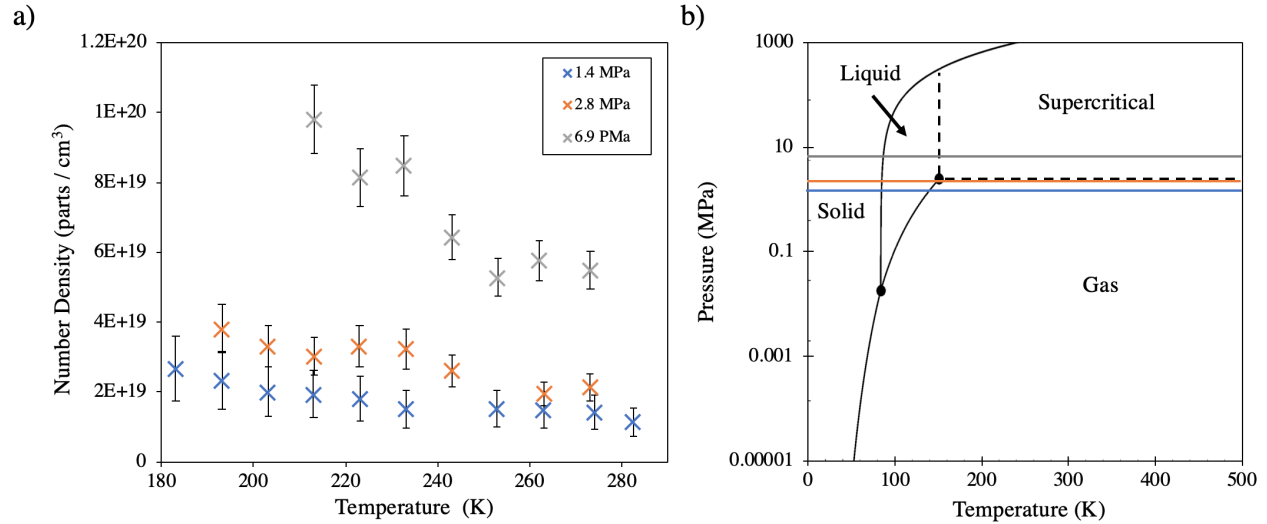 a)
1.2E+20
1E+20
8E+19
6E+19
4E+19
2E+19
0
Number Density (parts / cm³)
180
200
220
240
260
280
Temperature (K)
1.4 MPa
2.8 MPa
6.9 PMa
b)
1000
10
0.1
0.001
0.00001
Pressure (MPa)
0
100
200
300
400
500
Temperature (K)
Liquid
Supercritical
Solid
Gas